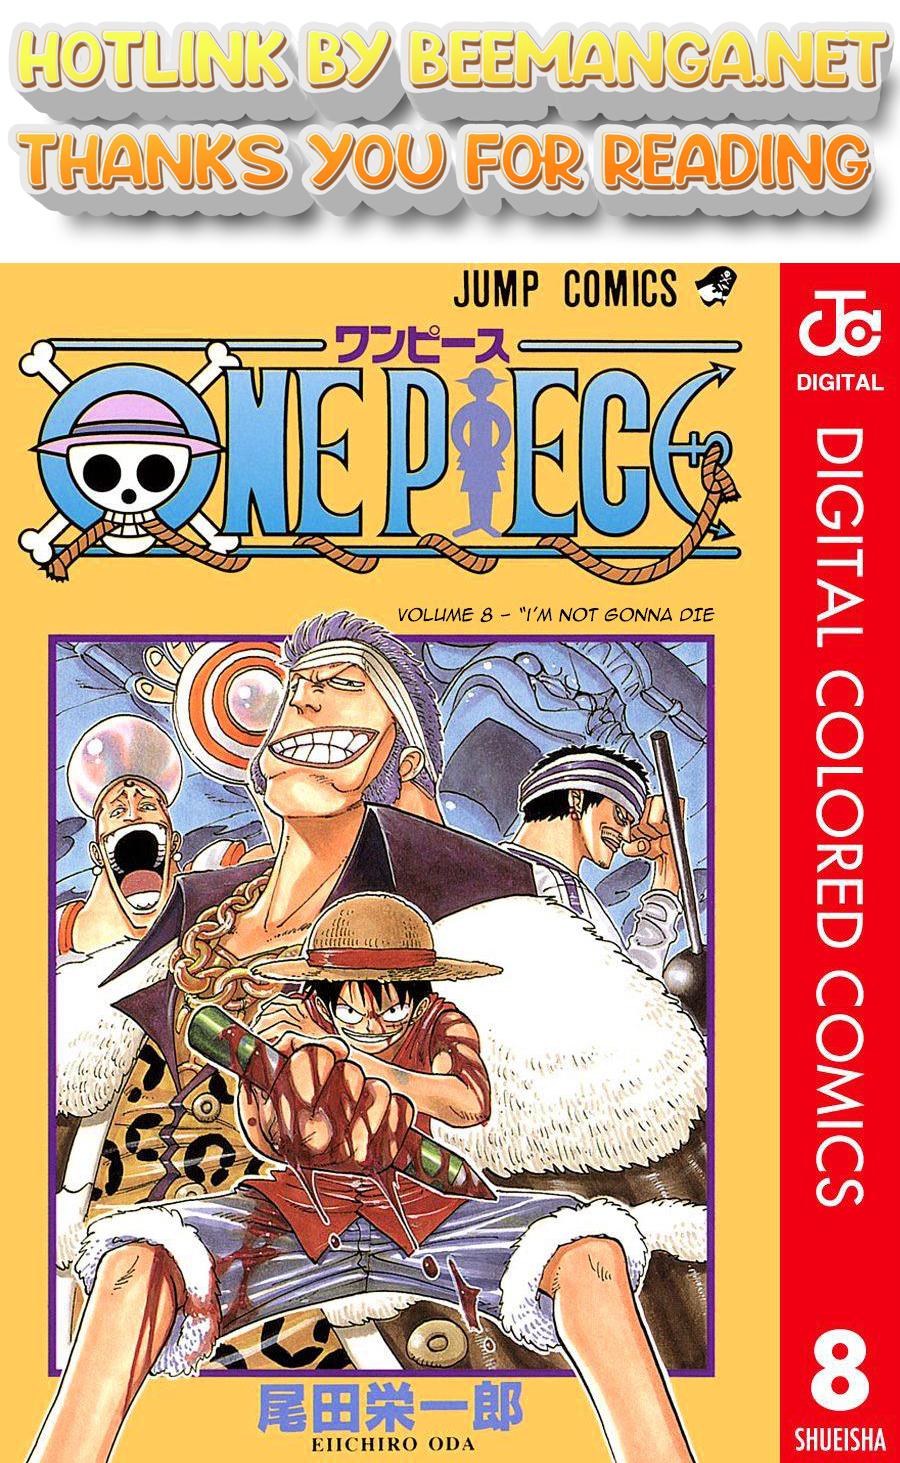 HOTLINK BY BEEMANGA.NET
THANKS YOU FOR READING
JUMP COMICS
ワンピース
ONE PIECE
VOLUME 8 - "I'M NOT GONNA DIE
尾田栄一郎
EIICHIRO ODA
JC
DIGITAL
DIGITAL COLORED COMICS
8
SHUEISHA